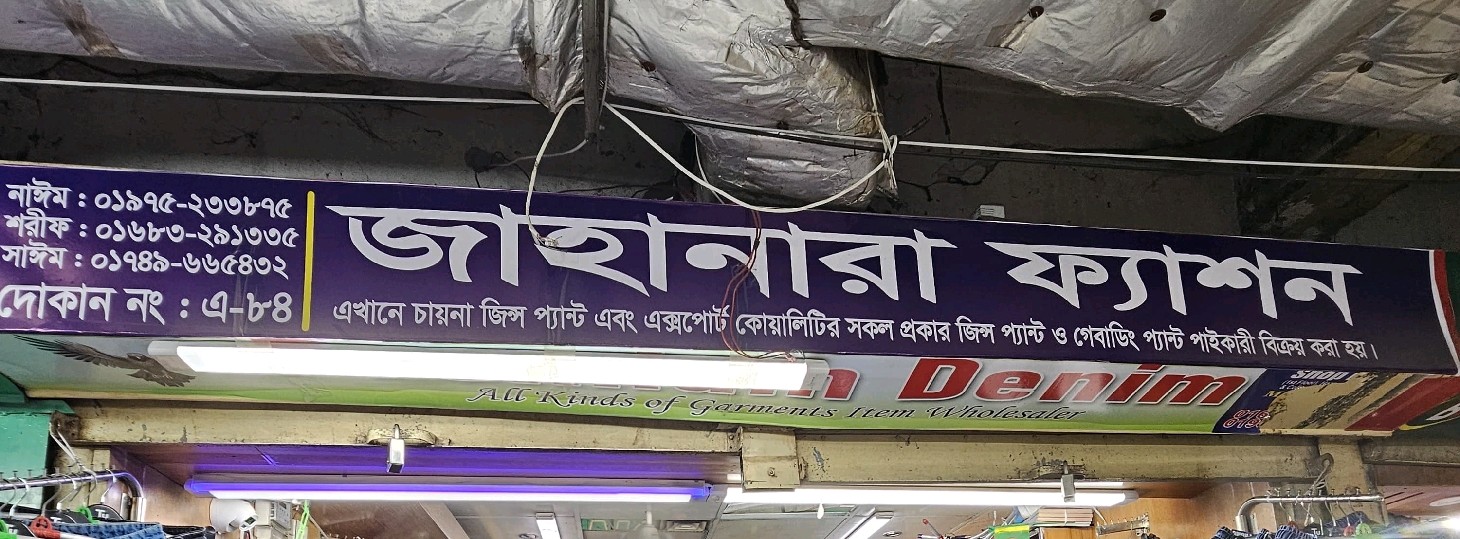 নাঈম : ০১৯৭৫-২৩৩৮৭৫
শরীফ : ০১৬৮৩-২৯১৩৩৫
সাঈম : ০১৭৪৯-৬৬৫৪৩২
দোকান নং : এ-৮৪
জাহানারা ফ্যাশন
এখানে চায়না জিন্স প্যান্ট এবং এক্সপোর্ট কোয়ালিটির সকল প্রকার জিন্স প্যান্ট ও গেবাডিং প্যান্ট পাইকারী বিক্রয় করা হয়।
Denim
All Kinds of Garments Item Wholesaler